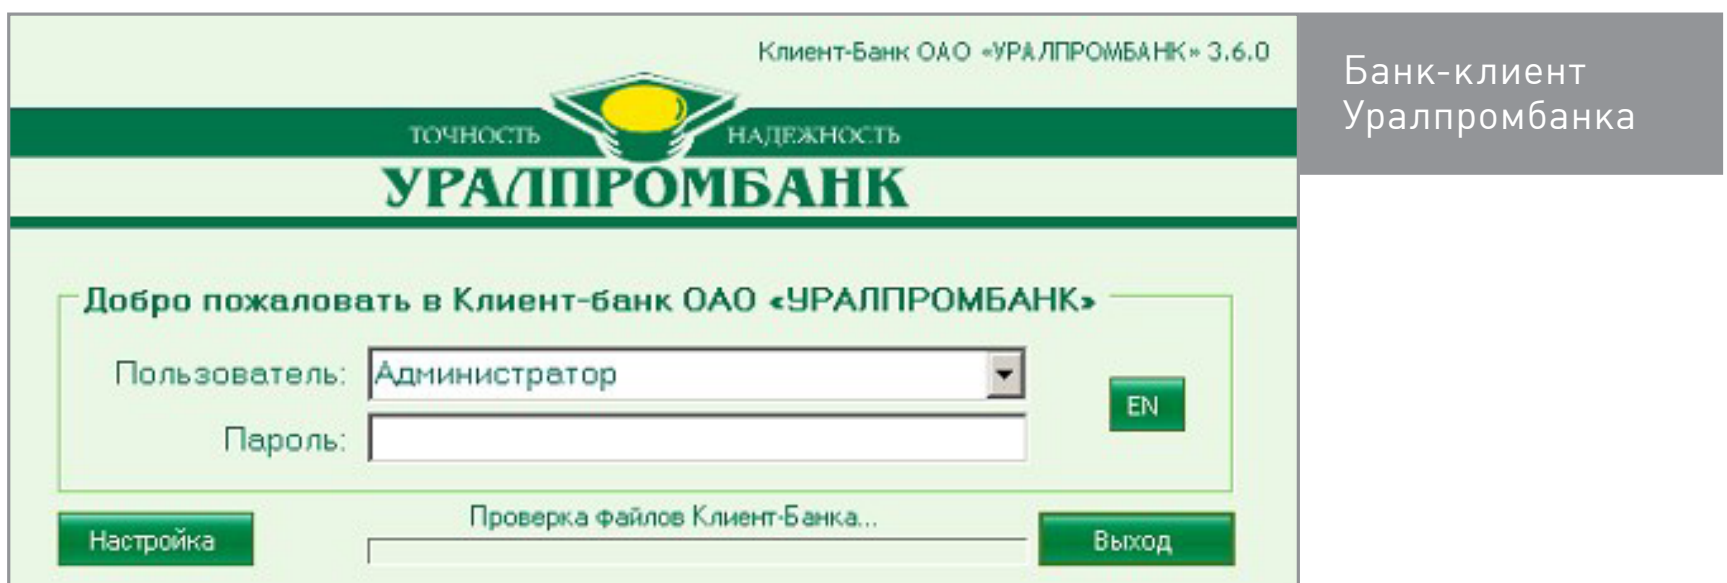 Клиент-Банк ОАО «УРАЛПРОМБАНК» 3.6.0
Банк-клиент
Уралпромбанка
ТОЧНОСТЬ НАДЕЖНОСТЬ
УРАЛПРОМБАНК
Добро пожаловать в Клиент-банк ОАО «УРАЛПРОМБАНК»
Пользователь: Администратор
EN
Пароль:
Проверка файлов Клиент-Банка...
Настройка
Выход